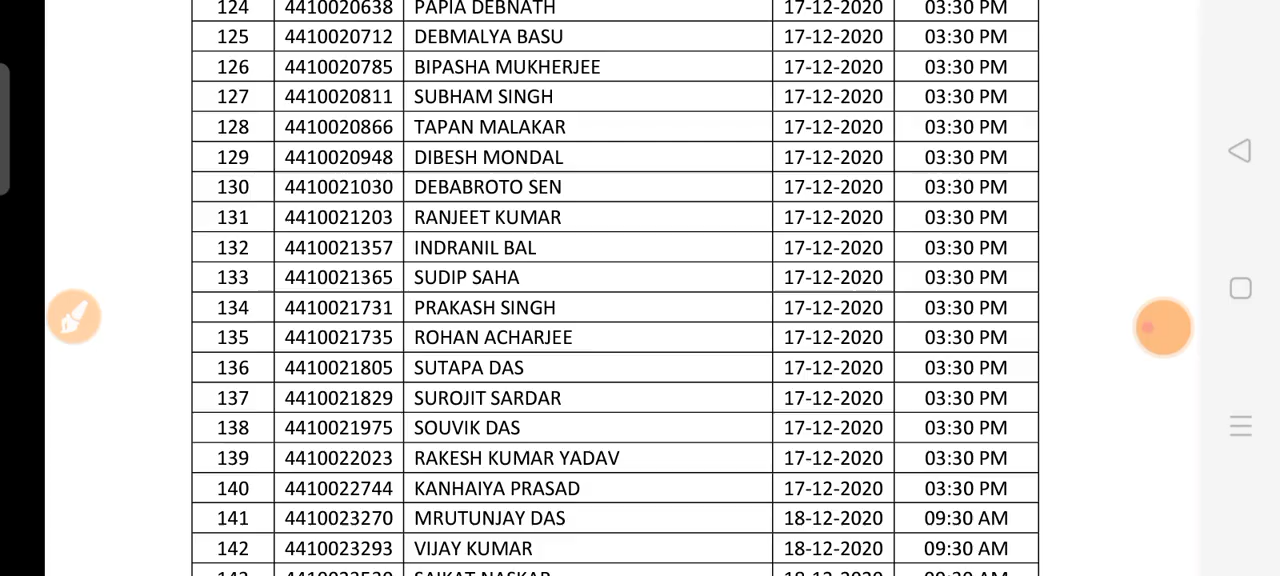 124 4410020638 PAPIA DEBNATH 17-12-2020 03:30 PM
125 4410020712 DEBMALYA BASU 17-12-2020 03:30 PM
126 4410020785 BIPASHA MUKHERJEE 17-12-2020 03:30 PM
127 4410020811 SUBHAM SINGH 17-12-2020 03:30 PM
128 4410020866 TAPAN MALAKAR 17-12-2020 03:30 PM
129 4410020948 DIBESH MONDAL 17-12-2020 03:30 PM
130 4410021030 DEBABROTO SEN 17-12-2020 03:30 PM
131 4410021203 RANJEET KUMAR 17-12-2020 03:30 PM
132 4410021357 INDRANIL BAL 17-12-2020 03:30 PM
133 4410021365 SUDIP SAHA 17-12-2020 03:30 PM
134 4410021731 PRAKASH SINGH 17-12-2020 03:30 PM
135 4410021735 ROHAN ACHARJEE 17-12-2020 03:30 PM
136 4410021805 SUTAPA DAS 17-12-2020 03:30 PM
137 4410021829 SUROJIT SARDAR 17-12-2020 03:30 PM
138 4410021975 SOUVIK DAS 17-12-2020 03:30 PM
139 4410022023 RAKESH KUMAR YADAV 17-12-2020 03:30 PM
140 4410022744 KANHAIYA PRASAD 17-12-2020 03:30 PM
141 4410023270 MRUTUNJAY DAS 18-12-2020 09:30 AM
142 4410023293 VIJAY KUMAR 18-12-2020 09:30 AM
SAIKAT NASKAR 18-12-2020 09:30 AM